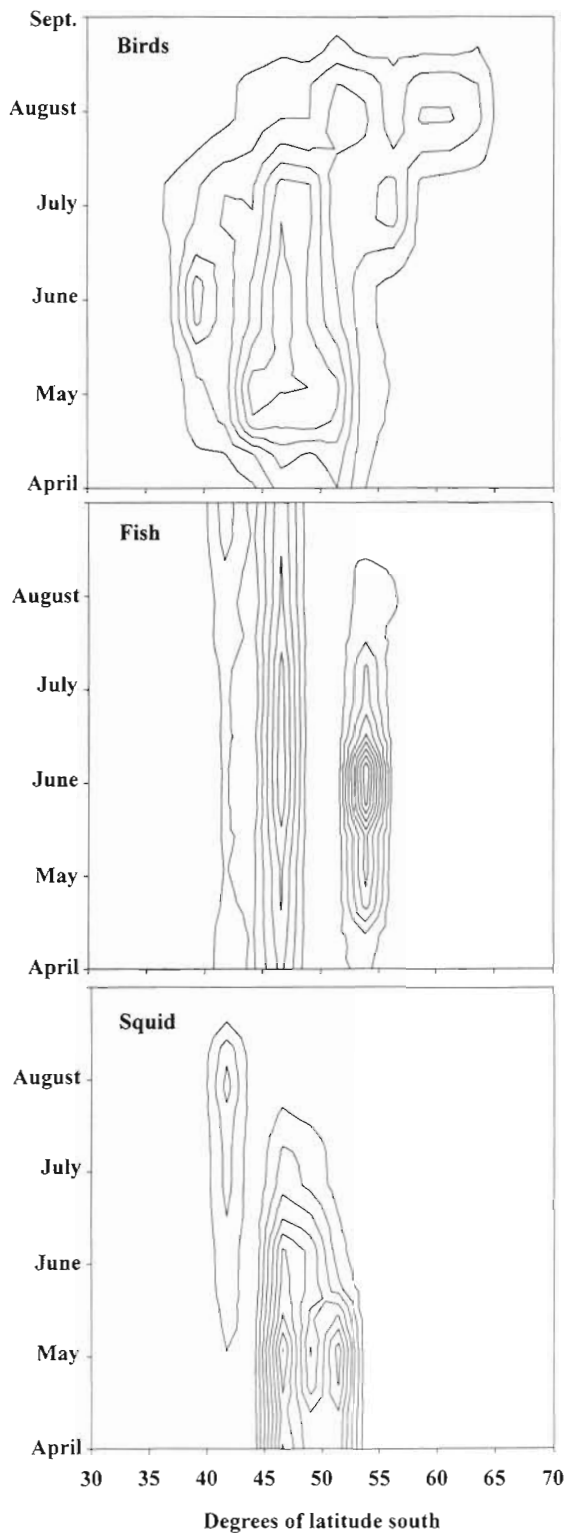 Sept.
Birds
August
July
June
May
April
Fish
August
July
June
May
April
Squid
August
July
June
May
April
30 35 40 45 50 55 60 65 70
Degrees of latitude south